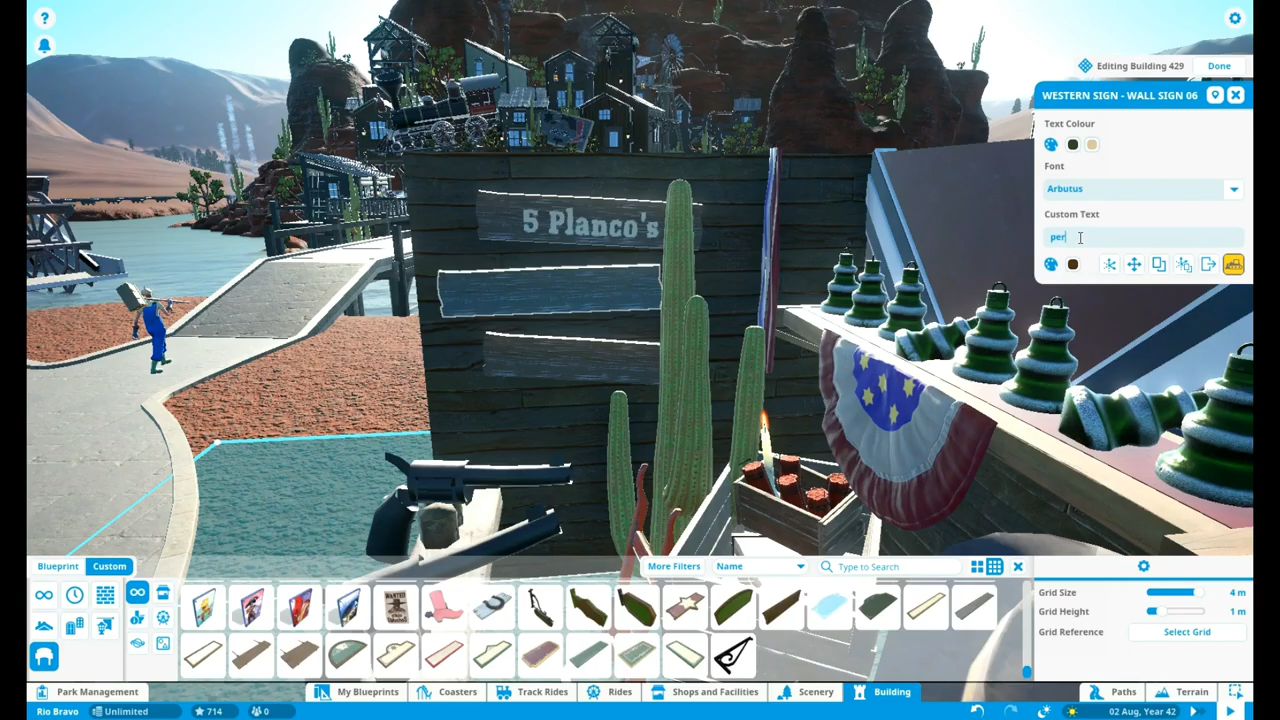 ?
Editing Building 429 Done
WESTERN SIGN - WALL SIGN 06
Text Colour
Font
Arbutus
Custom Text
per
5 Planco's
Blueprint Custom
More Filters Name Type to Search
WANTED
Grid Size 4 m
Grid Height 1 m
Grid Reference Select Grid
Park Management My Blueprints Coasters Track Rides Rides Shops and Facilities Scenery Building Paths Terrain
Rio Bravo Unlimited 714 0 02 Aug, Year 42